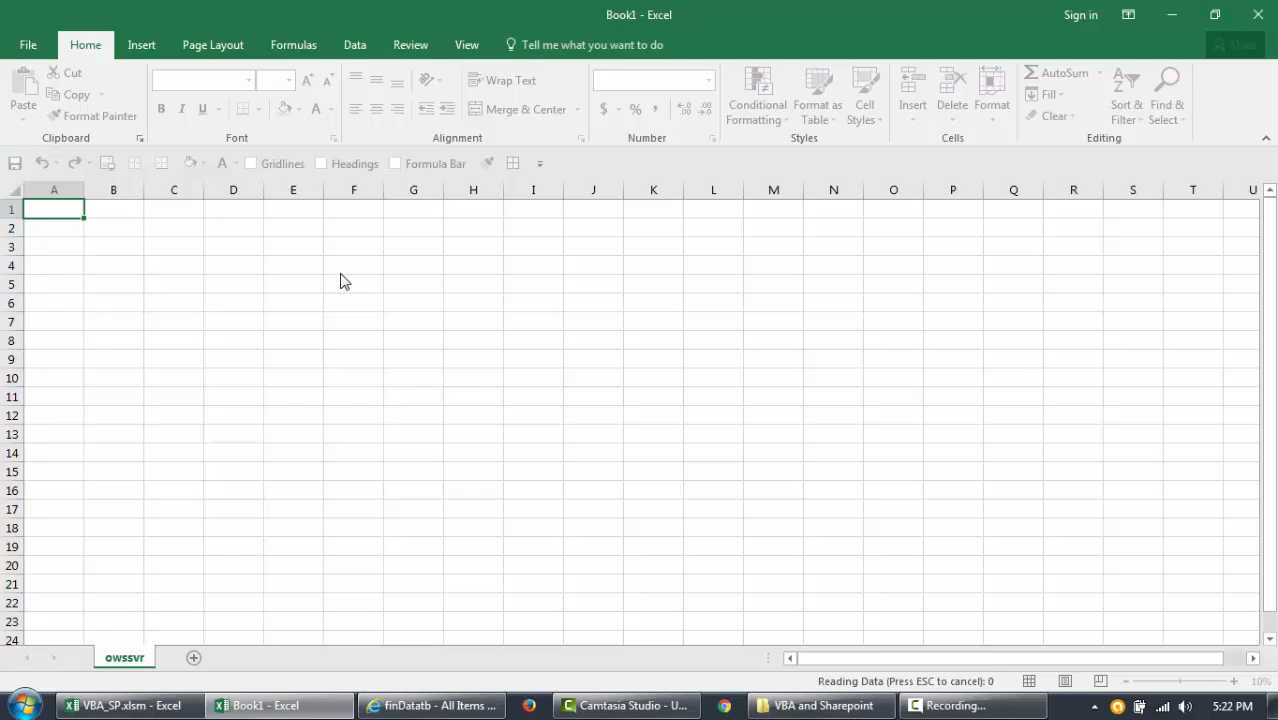 Book1 - Excel
Sign in
File Home Insert Page Layout Formulas Data Review View Tell me what you want to do Share
Paste Cut Copy Format Painter Clipboard
B I U A Font
Wrap Text Merge & Center Alignment
$ % , Number
Conditional Formatting Format as Table Cell Styles Styles
Insert Delete Format Cells
AutoSum Fill Clear Sort & Filter Find & Select Editing
Gridlines Headings Formula Bar
A B C D E F G H I J K L M N O P Q R S T U
1
2
3
4
5
6
7
8
9
10
11
12
13
14
15
16
17
18
19
20
21
22
23
24
owssvr
Reading Data (Press ESC to cancel): 0
10%
VBA_SP.xlsm - Excel Book1 - Excel finDatatb - All Items ... Camtasia Studio - U... VBA and Sharepoint Recording... 5:22 PM